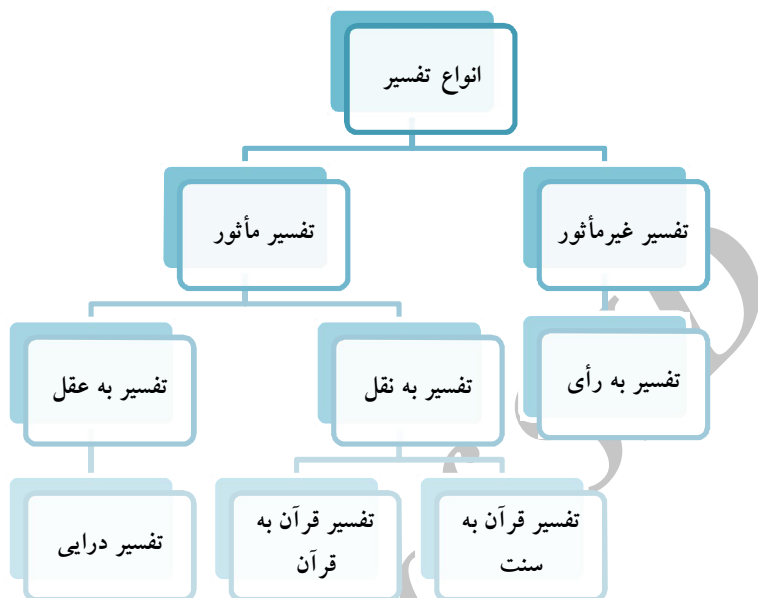 انواع تفسیر
تفسیر غیرمأثور
تفسیر مأثور
تفسیر به رأی
تفسیر به نقل
تفسیر به عقل
تفسیر قرآن به
سنت
تفسیر قرآن به
قرآن
تفسیر درایی